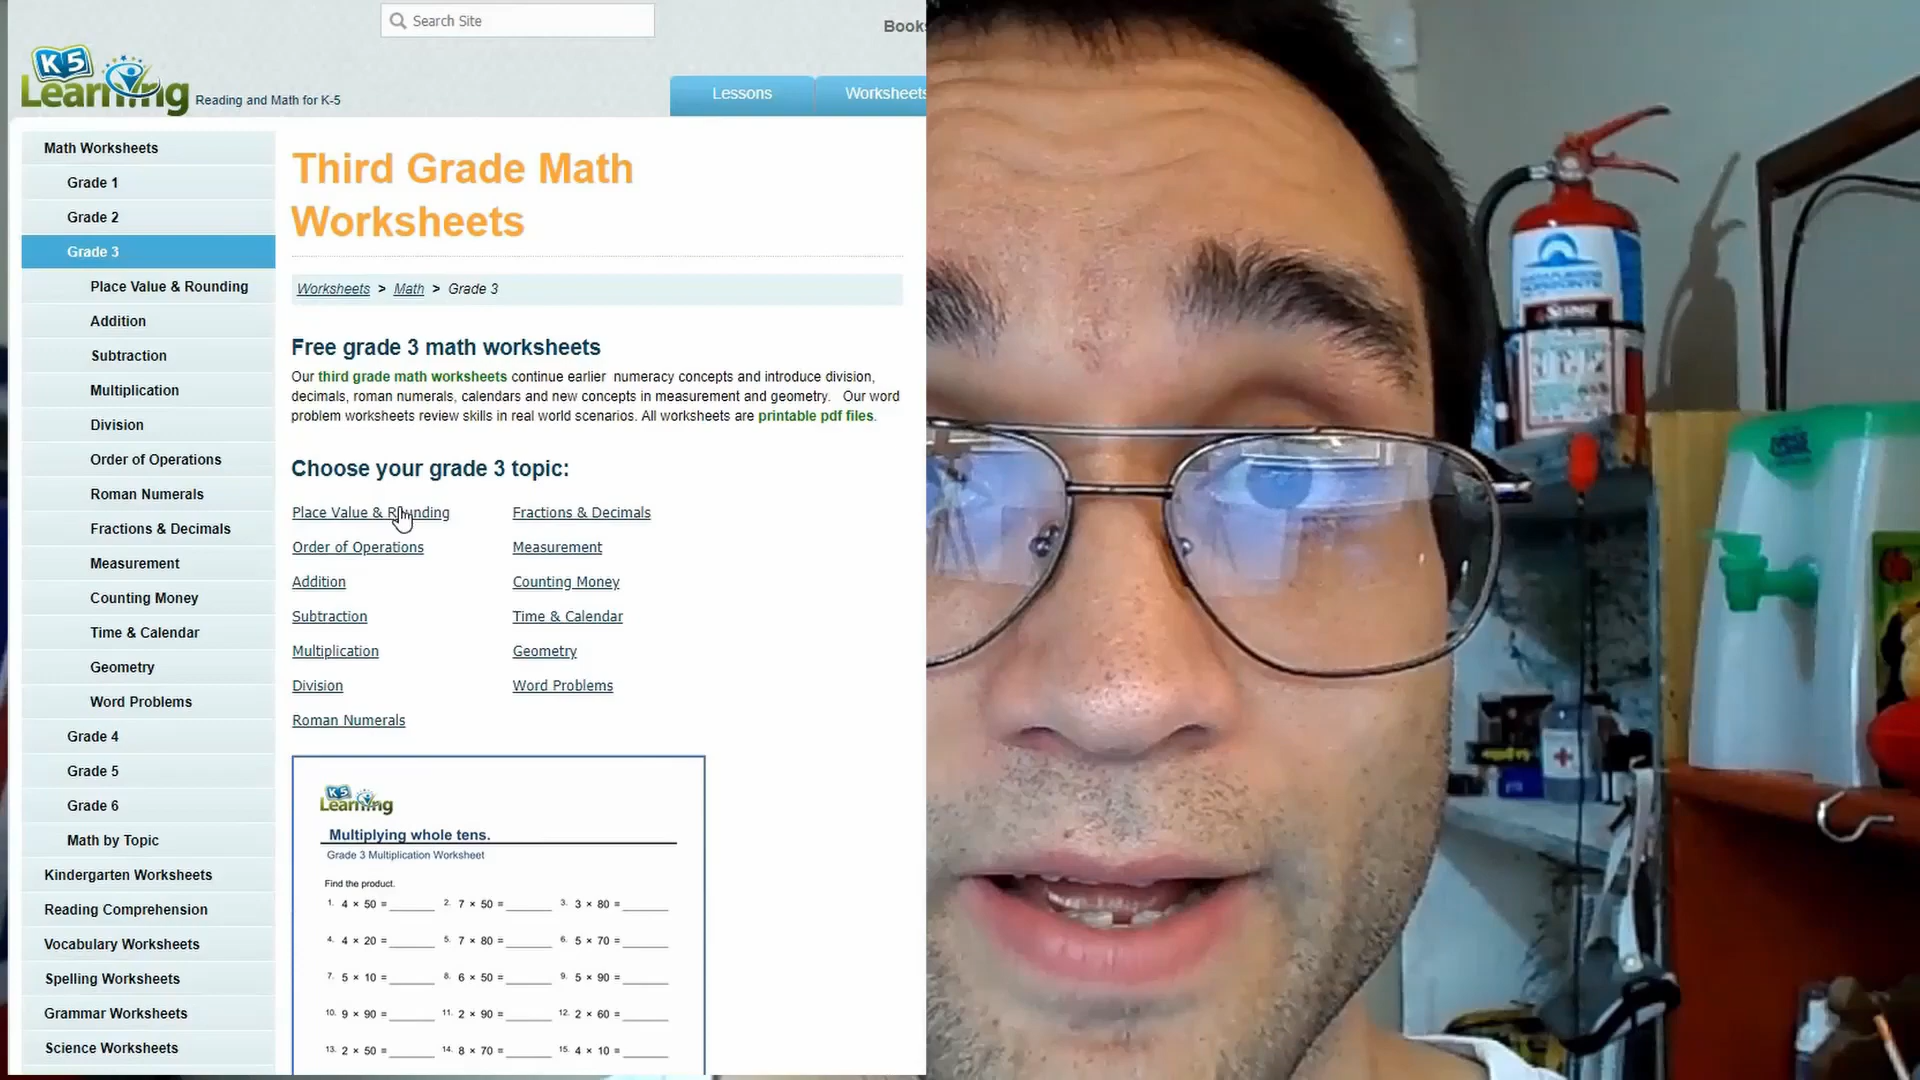 Search Site
K5
Learning
Reading and Math for K-5
Lessons
Worksheets
Math Worksheets
Grade 1
Grade 2
Grade 3
Place Value & Rounding
Addition
Subtraction
Multiplication
Division
Order of Operations
Roman Numerals
Fractions & Decimals
Measurement
Counting Money
Time & Calendar
Geometry
Word Problems
Grade 4
Grade 5
Grade 6
Math by Topic
Kindergarten Worksheets
Reading Comprehension
Vocabulary Worksheets
Spelling Worksheets
Grammar Worksheets
Science Worksheets
Third Grade Math
Worksheets
Worksheets > Math > Grade 3
Free grade 3 math worksheets
Our third grade math worksheets continue earlier numeracy concepts and introduce division,
decimals, roman numerals, calendars and new concepts in measurement and geometry. Our word
problem worksheets review skills in real world scenarios. All worksheets are printable pdf files.
Choose your grade 3 topic:
Place Value & Rounding Fractions & Decimals
Order of Operations Measurement
Addition Counting Money
Subtraction Time & Calendar
Multiplication Geometry
Division Word Problems
Roman Numerals
K5
Learning
Multiplying whole tens.
Grade 3 Multiplication Worksheet
Find the product.
1. 4 × 50 = 2. 7 × 50 = 3. 3 × 80 =
4. 4 × 20 = 5. 7 × 80 = 6. 5 × 70 =
7. 5 × 10 = 8. 6 × 50 = 9. 5 × 90 =
10. 9 × 90 = 11. 2 × 90 = 12. 2 × 60 =
13. 2 × 50 = 14. 8 × 70 = 15. 4 × 10 =